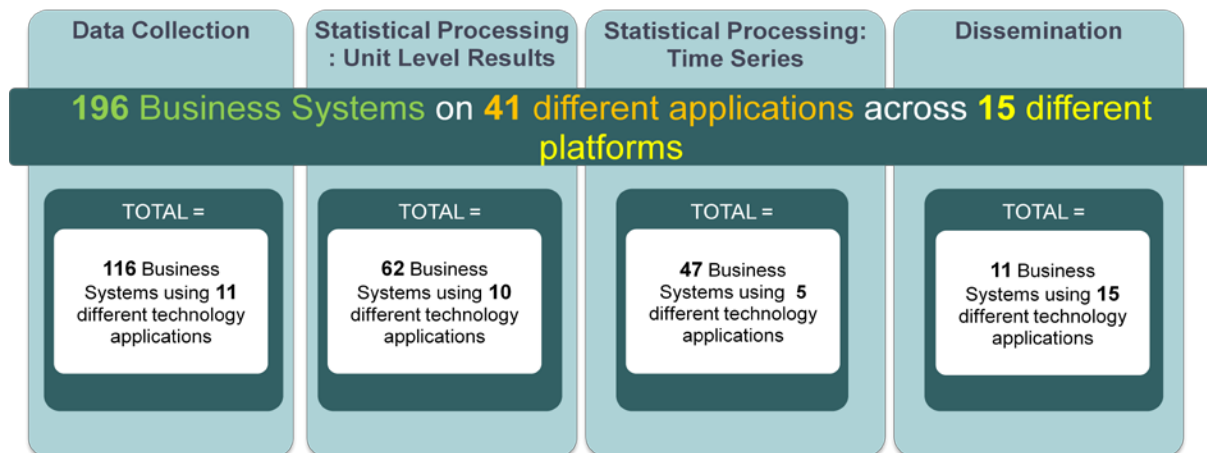 Data Collection
Statistical Processing
: Unit Level Results
Statistical Processing:
Time Series
Dissemination
196 Business Systems on 41 different applications across 15 different
platforms
TOTAL =
116 Business
Systems using 11
different technology
applications
TOTAL =
62 Business
Systems using 10
different technology
applications
TOTAL =
47 Business
Systems using 5
different technology
applications
TOTAL =
11 Business
Systems using 15
different technology
applications